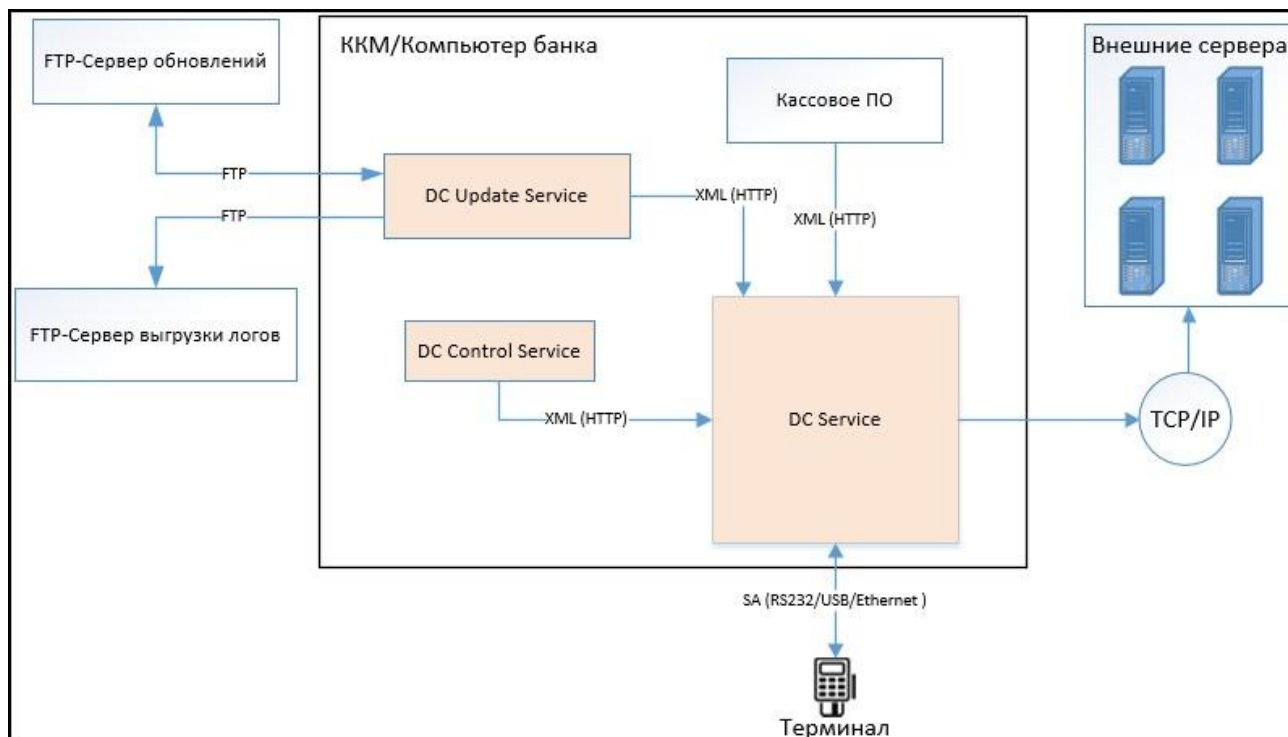 ККМ/Компьютер банка
Внешние сервера
FTP-Сервер обновлений
Кассовое ПО
FTP
DC Update Service
XML (HTTP)
FTP
XML (HTTP)
FTP-Сервер выгрузки логов
DC Control Service
XML (HTTP)
DC Service
TCP/IP
SA (RS232/USB/Ethernet )
Терминал